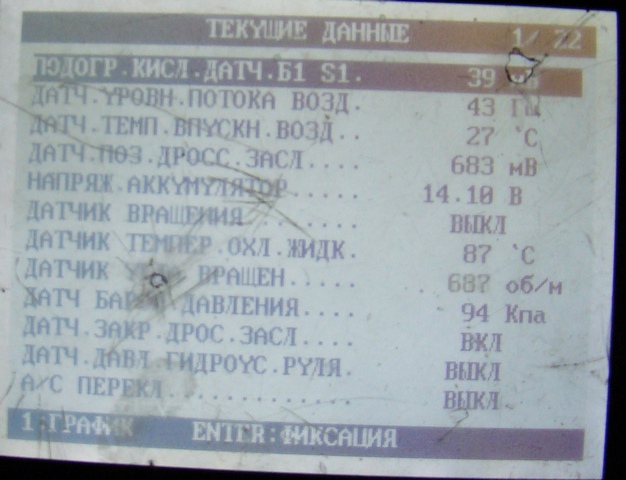 ТЕКУЩИЕ ДАННЫЕ 1/ 22
ПОДОГР.КИСЛ.ДАТЧ.Б1 S1. 39
ДАТЧ.УРОВН.ПОТОКА ВОЗД. 43 ГЦ
ДАТЧ.ТЕМП.ВПУСКН.ВОЗД.. 27 °C
ДАТЧ.ПОЗ.ДРОСС.ЗАСЛ.... 683 мВ
НАПРЯЖ.АККУМУЛЯТОР...... 14.10 В
ДАТЧИК ВРАЩЕНИЯ......... ВЫКЛ
ДАТЧИК ТЕМПЕР.ОХЛ.ЖИДК. 87 °C
ДАТЧИК ВРАЩЕН..... 687 об/м
ДАТЧ ДАВЛЕНИЯ.... 94 Кпа
ДАТЧ.ЗАКР.ДРОС.ЗАСЛ.... ВКЛ
ДАТЧ.ДАВЛ.ГИДРОУС.РУЛЯ. ВЫКЛ
A/C ПЕРЕКЛ.............. ВЫКЛ
1:ГРАФИК ENTER:ФИКСАЦИЯ